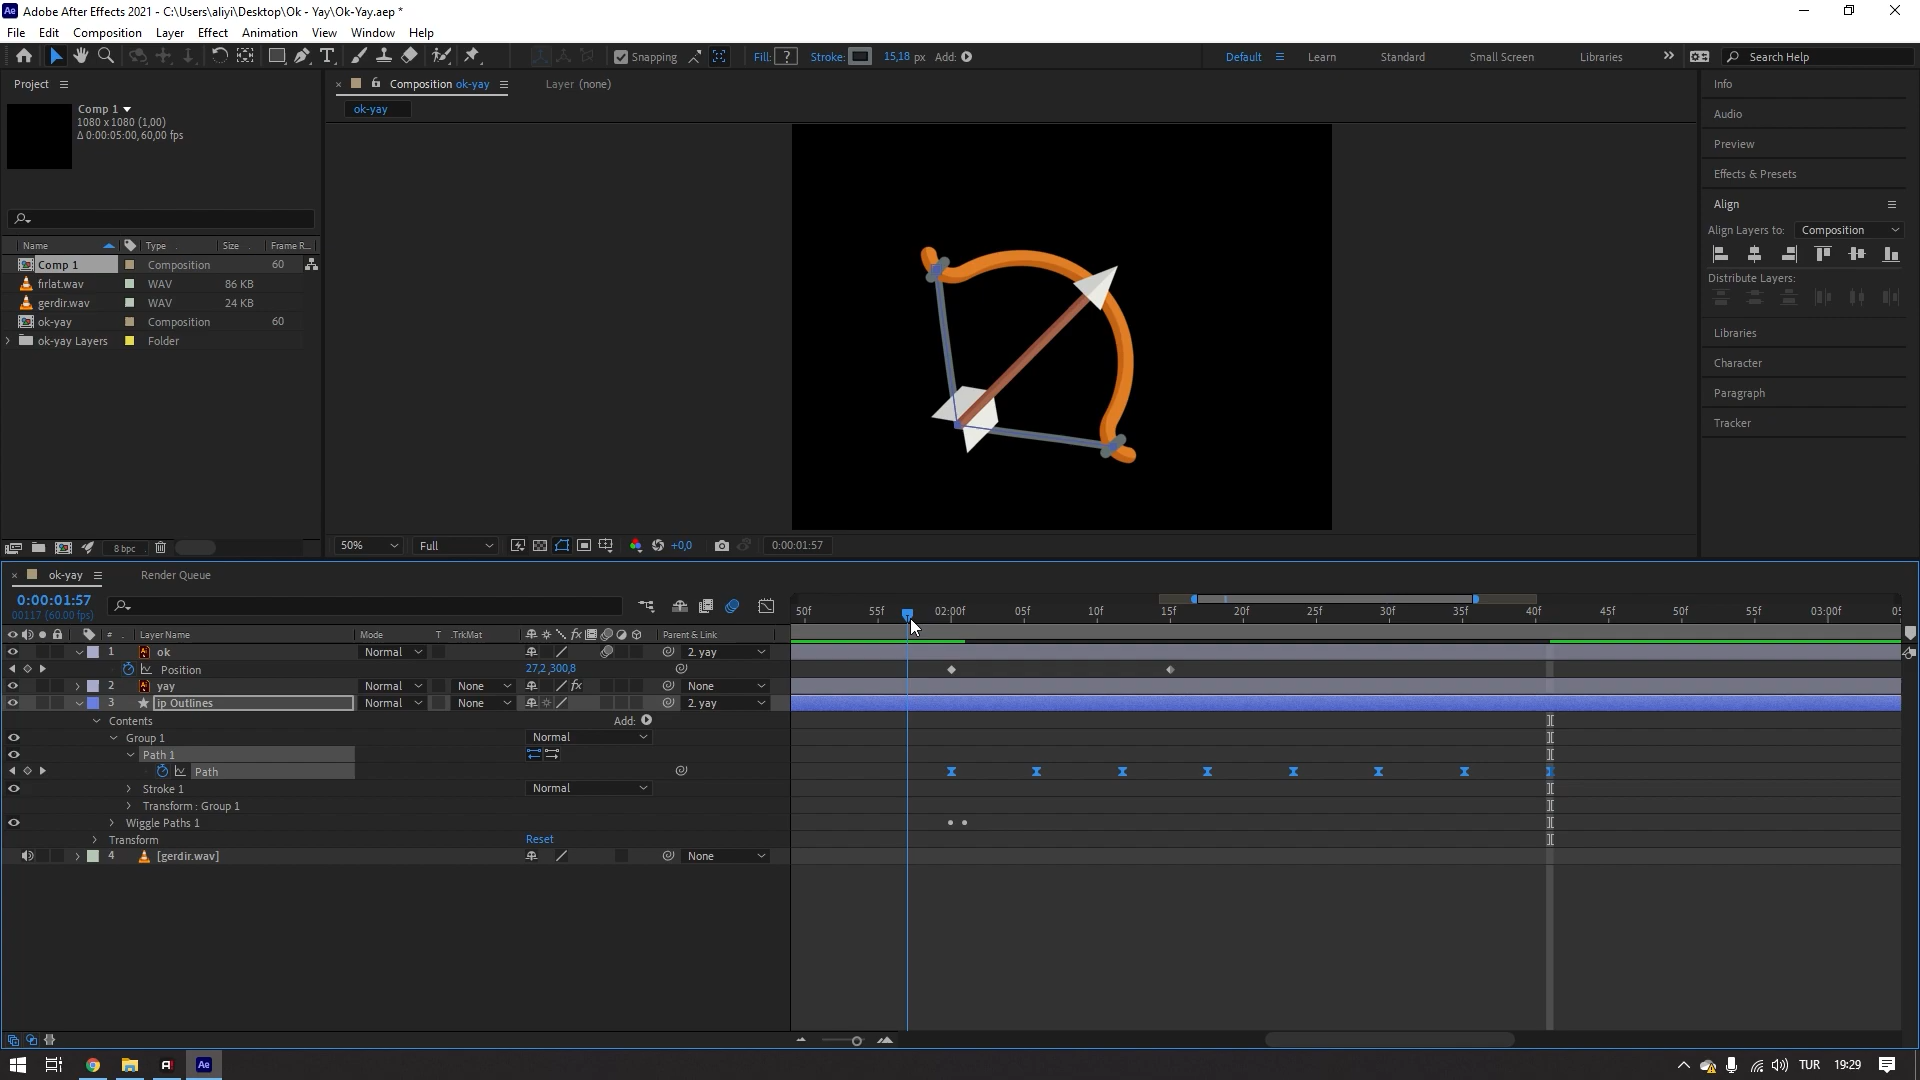 Adobe After Effects 2021 - C:\Users\aliyi\Desktop\Ok - Yay\Ok-Yay.aep *
File Edit Composition Layer Effect Animation View Window Help
Snapping Fill: ? Stroke: 15,18 px Add: Default Learn Standard Small Screen Libraries Search Help
Project
Composition ok-yay Layer (none)
ok-yay
Comp 1
1080 x 1080 (1,00)
Δ 0:00:05:00, 60,00 fps
Name Type Size Frame R...
Comp 1 Composition 60
fırlat.wav WAV 86 KB
gerdir.wav WAV 24 KB
ok-yay Composition 60
ok-yay Layers Folder
8 bpc
50% Full +0,0 0:00:01:57
Info
Audio
Preview
Effects & Presets
Align
Align Layers to: Composition
Distribute Layers:
Libraries
Character
Paragraph
Tracker
ok-yay Render Queue
0:00:01:57
00117 (60.00 fps)
50f 55f 02:00f 05f 10f 15f 20f 25f 30f 35f 40f 45f 50f 55f 03:00f 05
# Layer Name Mode T .TrkMat Parent & Link
1 ok Normal 2. yay
Position 27,2,300,8
2 yay Normal None None
3 ip Outlines Normal None 2. yay
Contents Add:
Group 1 Normal
Path 1
Path
Stroke 1 Normal
Transform : Group 1
Wiggle Paths 1
Transform Reset
4 [gerdir.wav] None
TUR 19:29